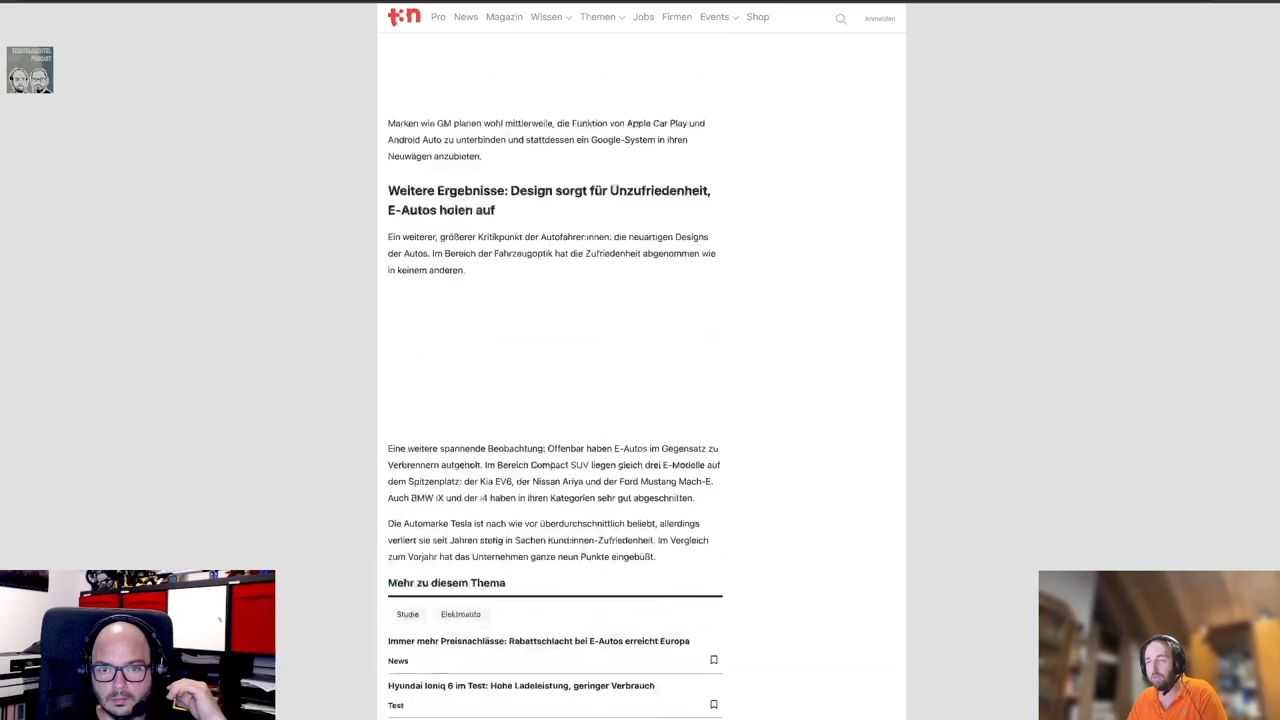 t3n Pro News Magazin Wissen Themen Jobs Firmen Events Shop Anmelden
TECHTELMECHTEL
PODCAST
Marken wie GM planen wohl mittlerweile, die Funktion von Apple Car Play und
Android Auto zu unterbinden und stattdessen ein Google-System in ihren
Neuwägen anzubieten.
Weitere Ergebnisse: Design sorgt für Unzufriedenheit,
E-Autos holen auf
Ein weiterer, größerer Kritikpunkt der Autofahrer:innen: die neuartigen Designs
der Autos. Im Bereich der Fahrzeugoptik hat die Zufriedenheit abgenommen wie
in keinem anderen.
Eine weitere spannende Beobachtung: Offenbar haben E-Autos im Gegensatz zu
Verbrennern aufgeholt. Im Bereich Compact SUV liegen gleich drei E-Modelle auf
dem Spitzenplatz: der Kia EV6, der Nissan Ariya und der Ford Mustang Mach-E.
Auch BMW iX und der i4 haben in ihren Kategorien sehr gut abgeschnitten.
Die Automarke Tesla ist nach wie vor überdurchschnittlich beliebt, allerdings
verliert sie seit Jahren stetig in Sachen Kund:innen-Zufriedenheit. Im Vergleich
zum Vorjahr hat das Unternehmen ganze neun Punkte eingebüßt.
Mehr zu diesem Thema
Studie Elektroauto
Immer mehr Preisnachlässe: Rabattschlacht bei E-Autos erreicht Europa
News
Hyundai Ioniq 6 im Test: Hohe Ladeleistung, geringer Verbrauch
Test